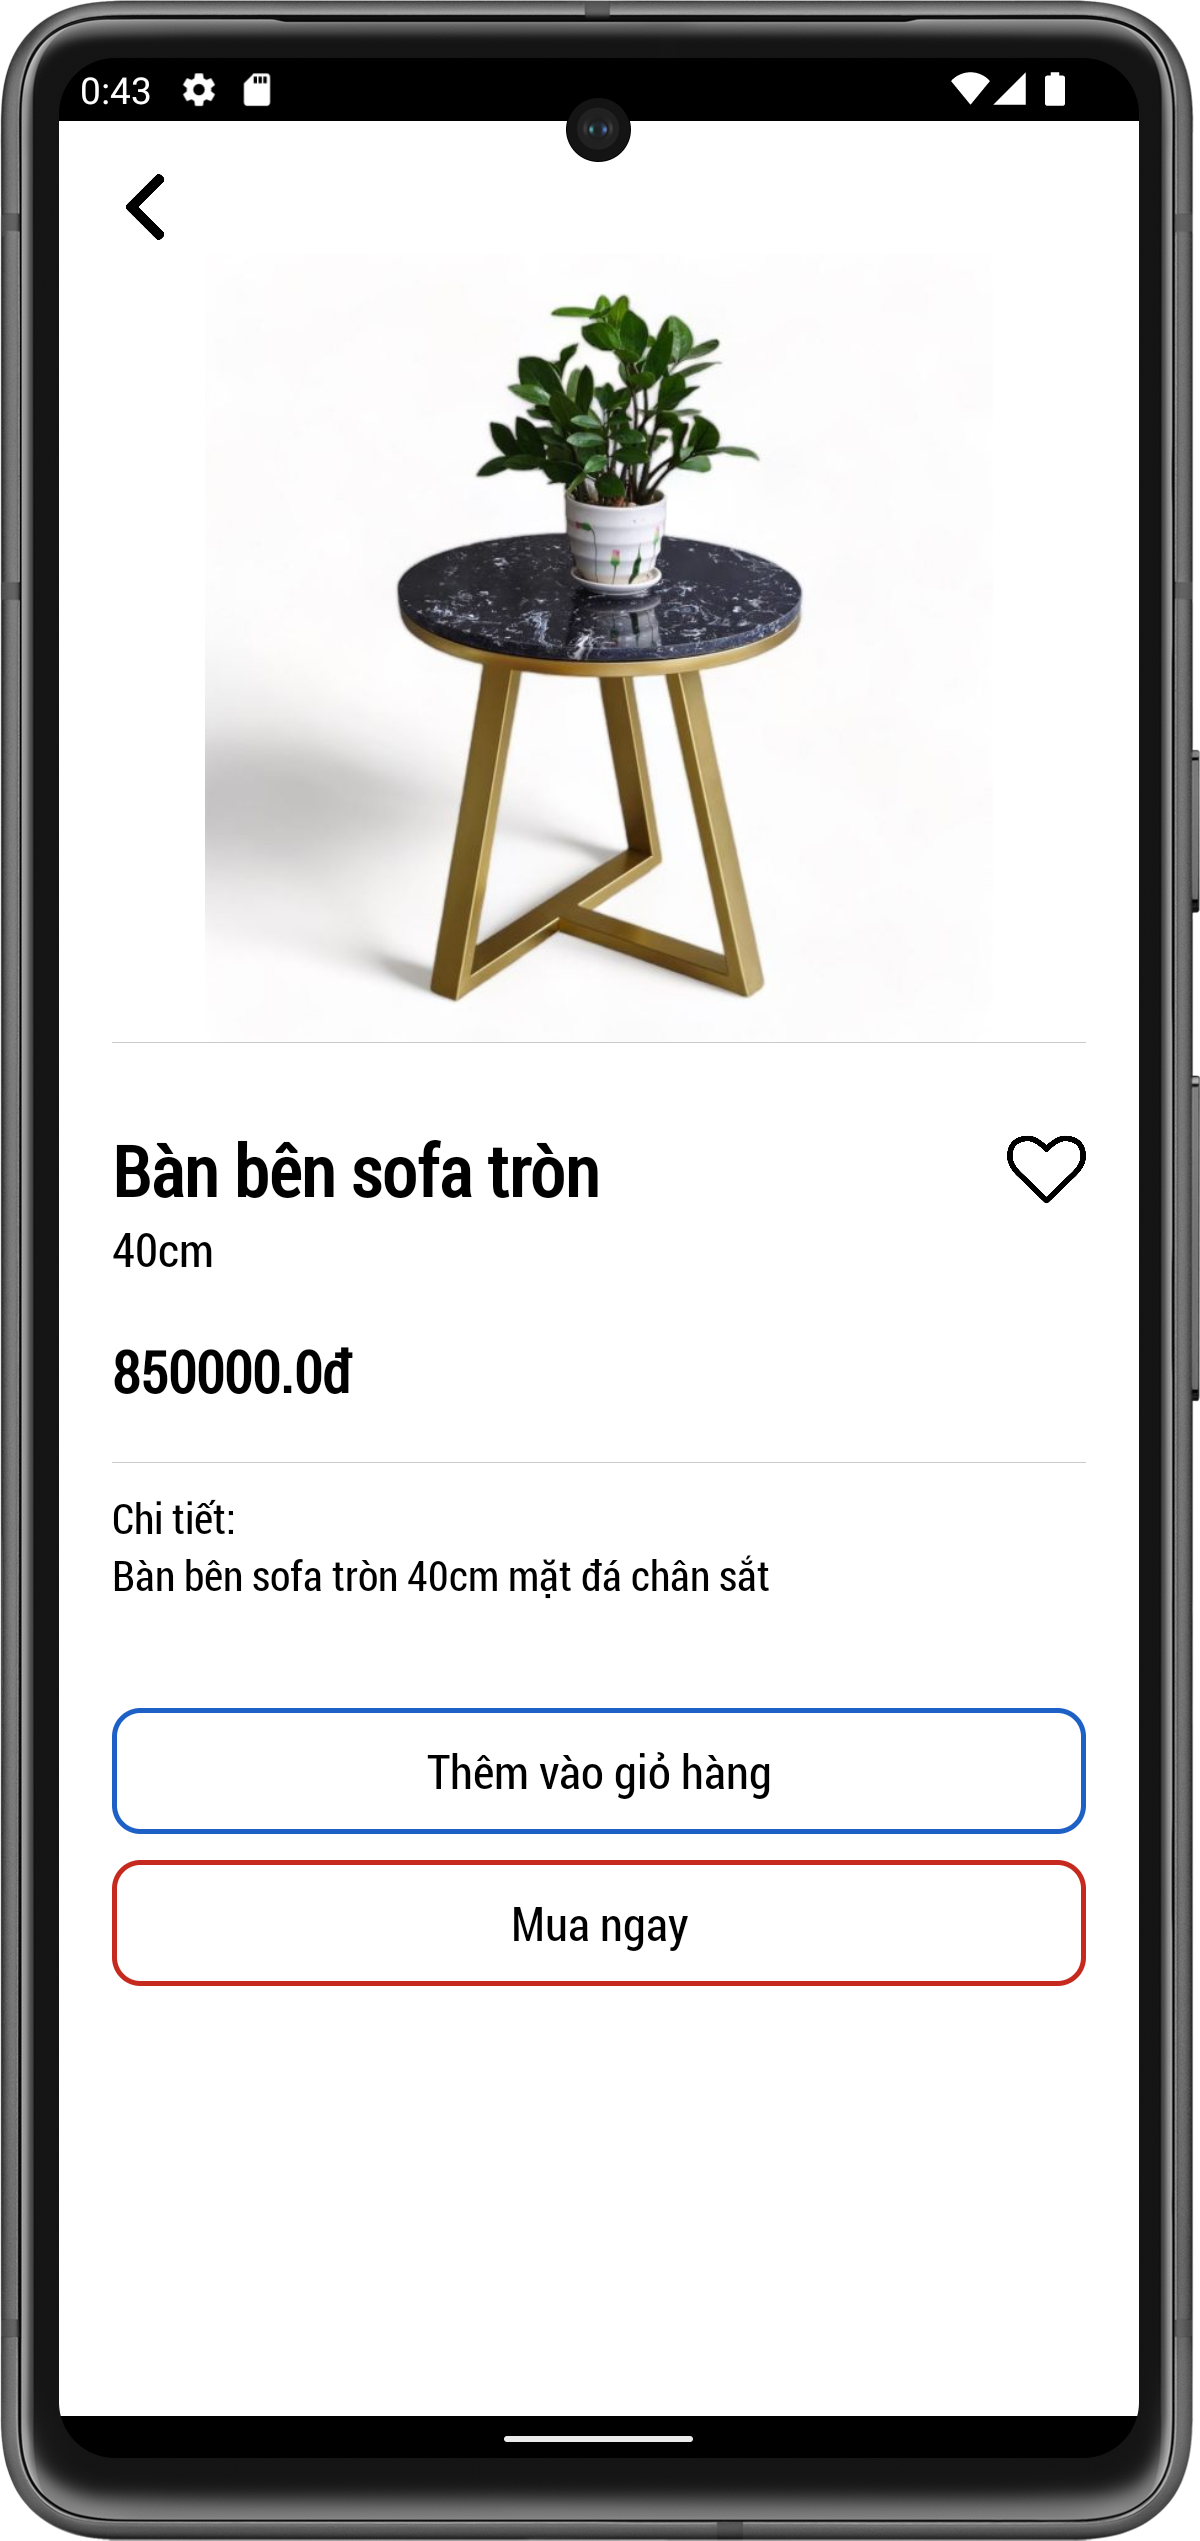 0:43
Bàn bên sofa tròn
40cm
850000.0đ
Chi tiết:
Bàn bên sofa tròn 40cm mặt đá chân sắt
Thêm vào giỏ hàng
Mua ngay